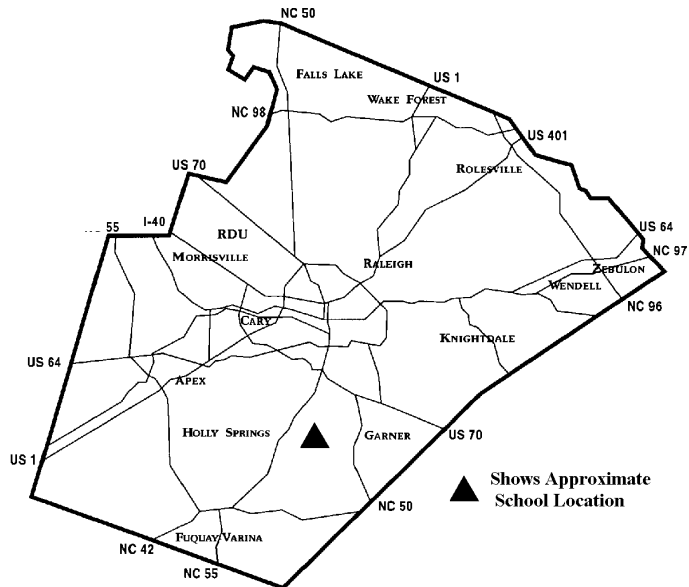 NC 50
FALLS LAKE
US 1
WAKE FOREST
NC 98
US 401
US 70
ROLESVILLE
55
I-40
RDU
US 64
MORRISVILLE
RALEIGH
NC 97
ZEBULON
WENDELL
NC 96
CARY
KNIGHTDALE
US 64
APEX
HOLLY SPRINGS
GARNER
US 70
US 1
Shows Approximate
School Location
NC 50
FUQUAY VARINA
NC 42
NC 55